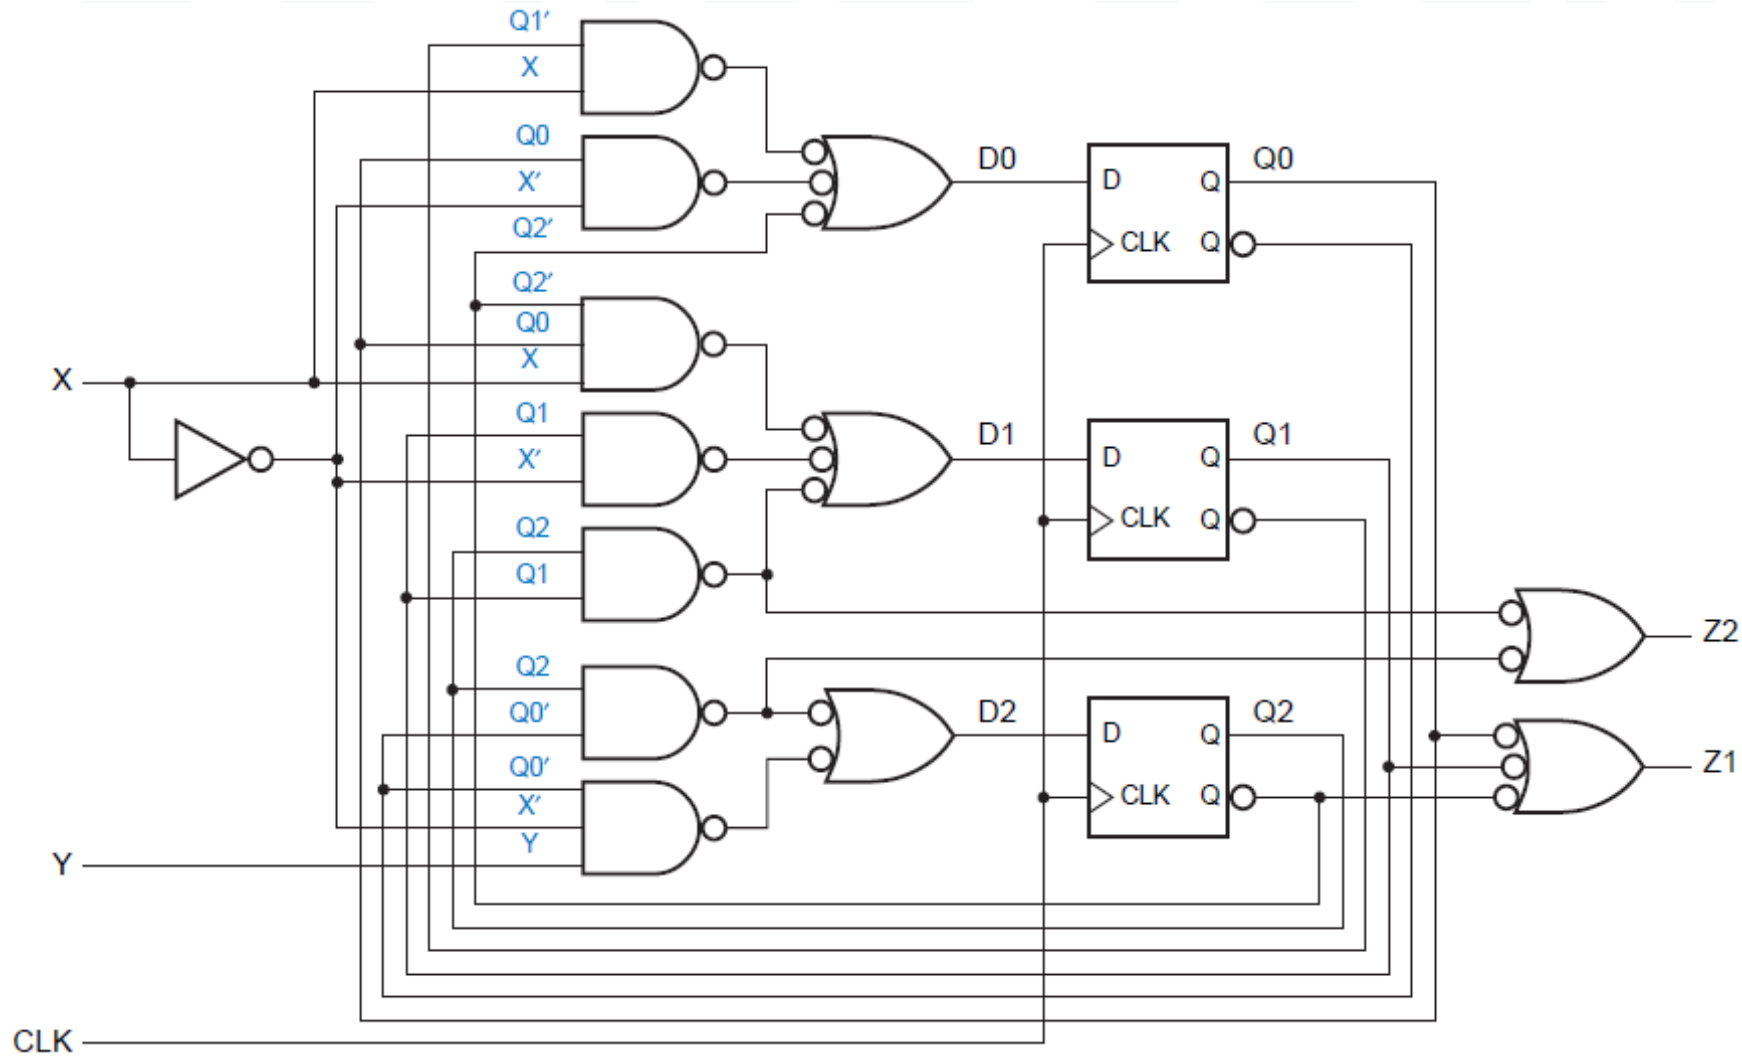 Q1′
X
Q0
X′
Q2′
Q2′
Q0
X
Q1
X′
Q2
Q1
Q2
Q0′
Q0′
X′
Y
X
Y
CLK
D0
D Q
CLK Q
Q0
D1
D Q
CLK Q
Q1
D2
D Q
CLK Q
Q2
Z2
Z1